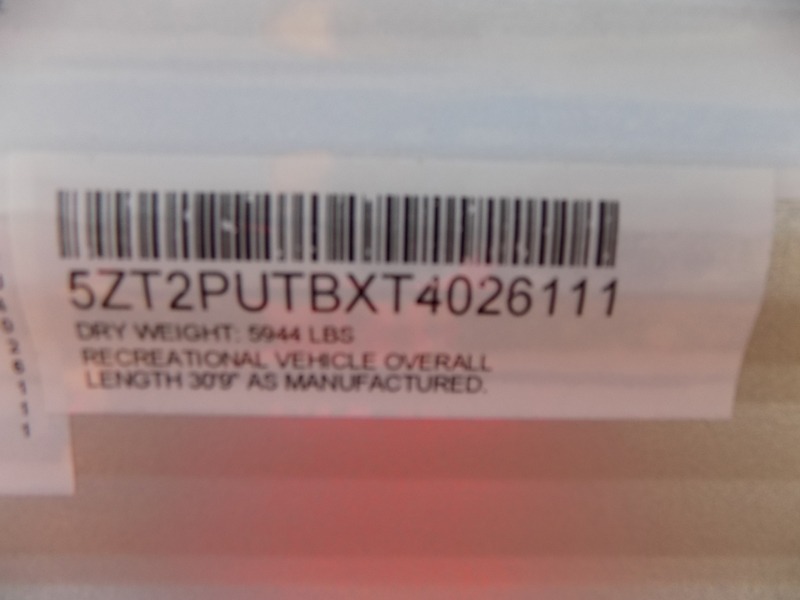 5ZT2PUTBXT4026111
DRY WEIGHT: 5944 LBS
RECREATIONAL VEHICLE OVERALL
LENGTH 30'9" AS MANUFACTURED.